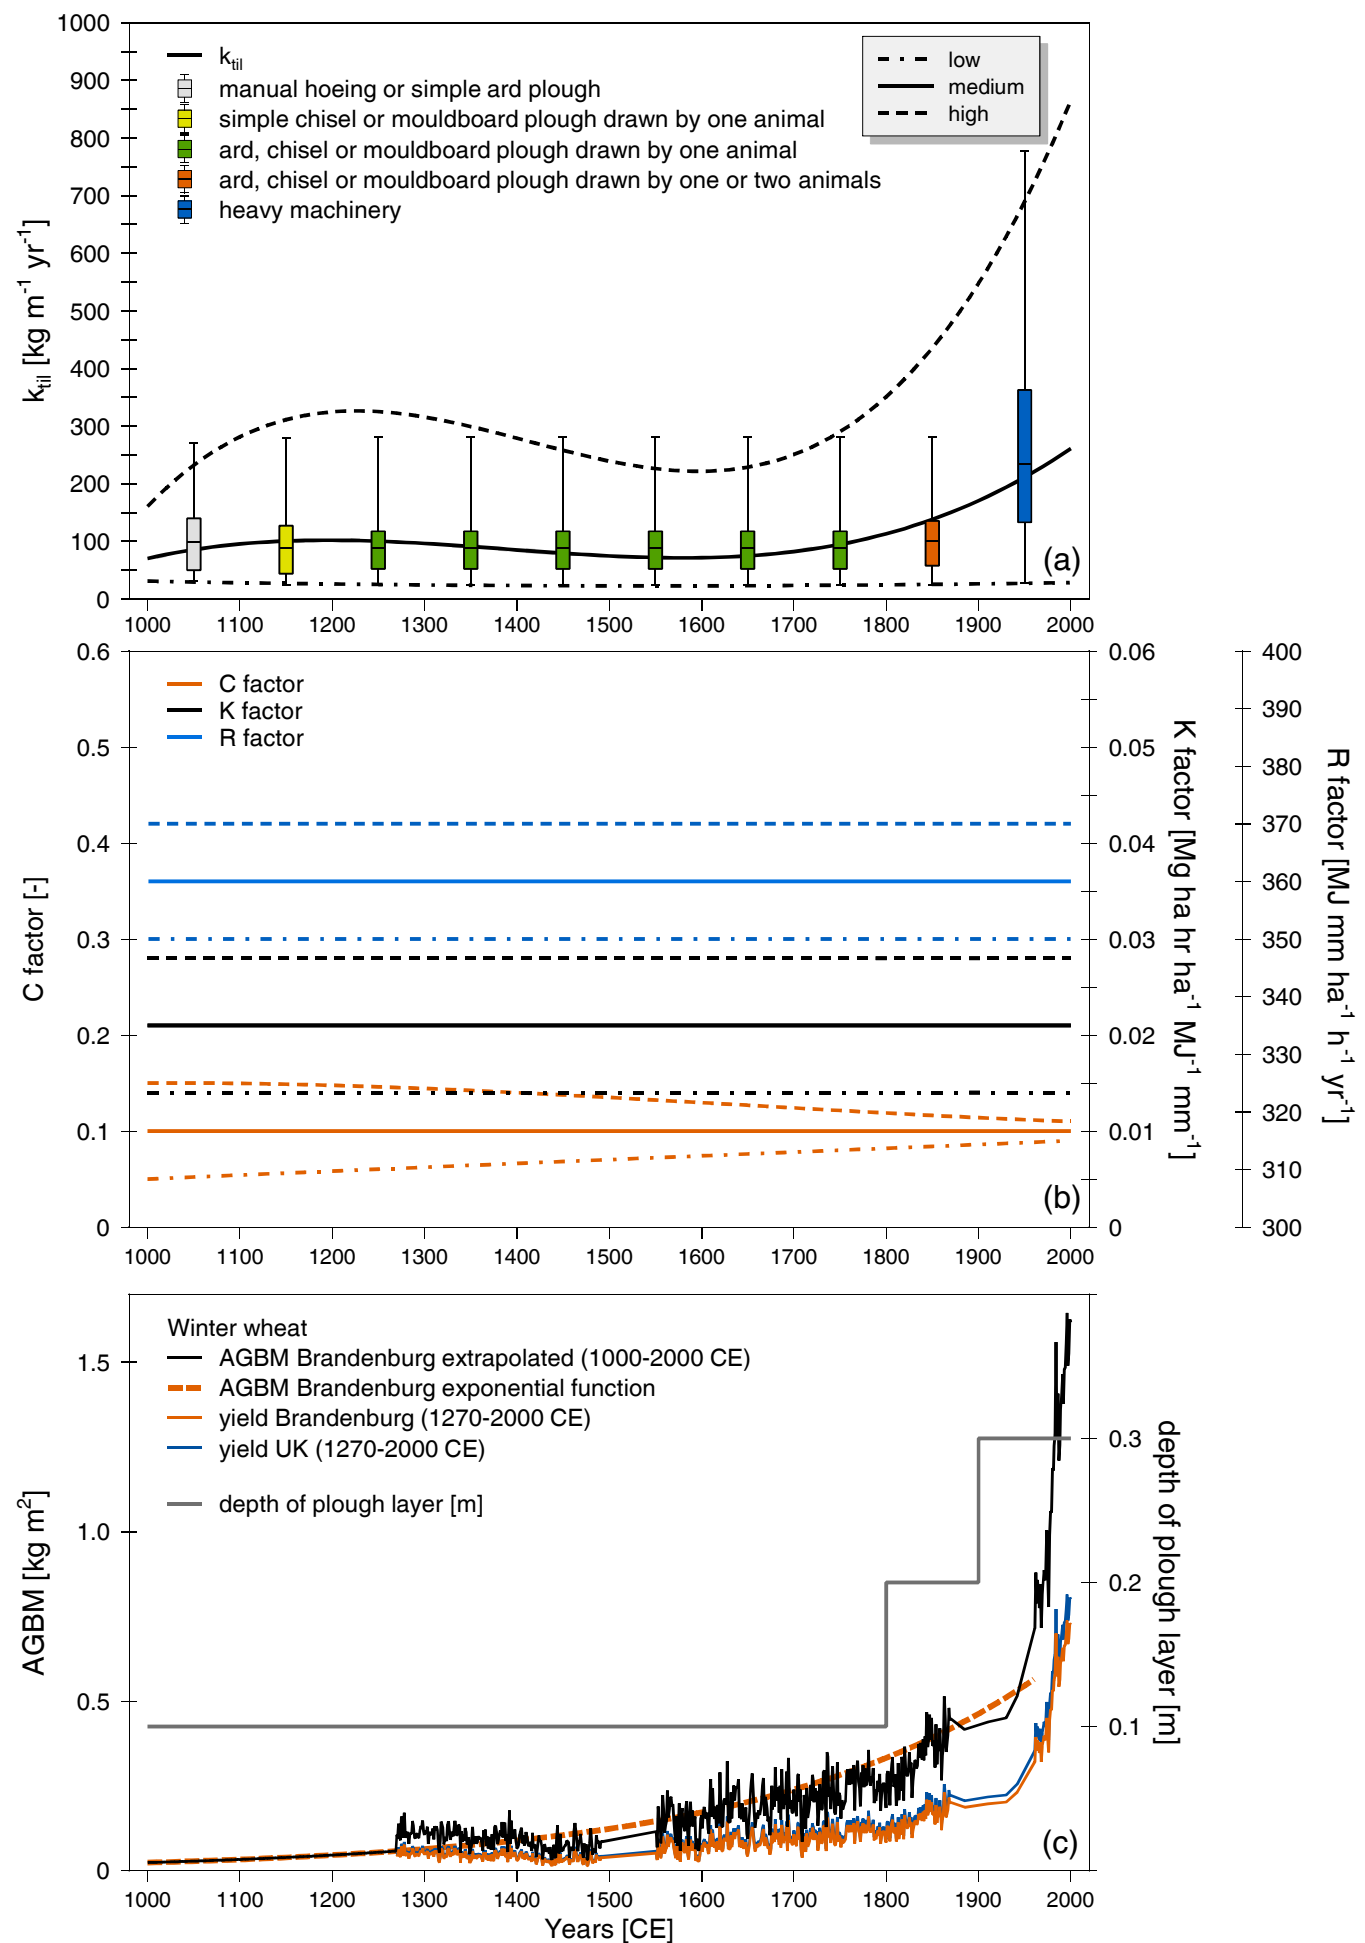 1000
900
800
700
600
500
400
300
200
100
0
k_til [kg m^-1 yr^-1]
k_til
manual hoeing or simple ard plough
simple chisel or mouldboard plough drawn by one animal
ard, chisel or mouldboard plough drawn by one animal
ard, chisel or mouldboard plough drawn by one or two animals
heavy machinery
low
medium
high
(a)
1000 1100 1200 1300 1400 1500 1600 1700 1800 1900 2000
0.6
0.5
0.4
0.3
0.2
0.1
0
C factor [-]
C factor
K factor
R factor
(b)
0.06
0.05
0.04
0.03
0.02
0.01
0
K factor [Mg ha hr ha^-1 MJ^-1 mm^-1]
400
390
380
370
360
350
340
330
320
310
300
R factor [MJ mm ha^-1 h^-1 yr^-1]
1000 1100 1200 1300 1400 1500 1600 1700 1800 1900 2000
1.5
1.0
0.5
0
AGBM [kg m^2]
Winter wheat
AGBM Brandenburg extrapolated (1000-2000 CE)
AGBM Brandenburg exponential function
yield Brandenburg (1270-2000 CE)
yield UK (1270-2000 CE)
depth of plough layer [m]
(c)
0.3
0.2
0.1
depth of plough layer [m]
1000 1100 1200 1300 1400 1500 1600 1700 1800 1900 2000
Years [CE]